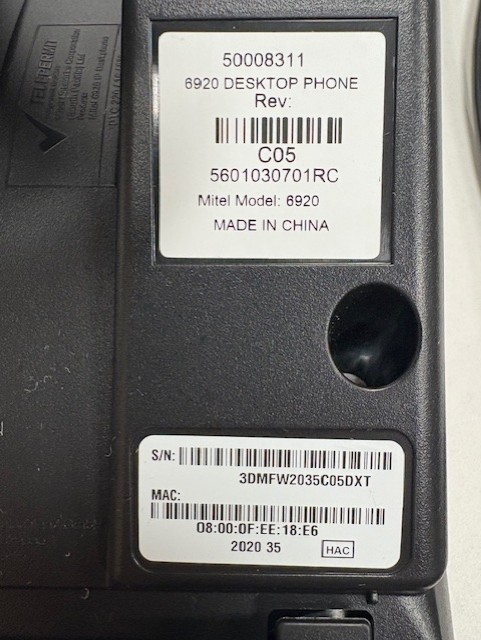 TELEPERMIT
50008311
6920 DESKTOP PHONE
Rev:
C05
5601030701RC
Mitel Model: 6920
MADE IN CHINA
S/N:
3DMFW2035C05DXT
MAC:
08:00:0F:EE:18:E6
2020 35
HAC